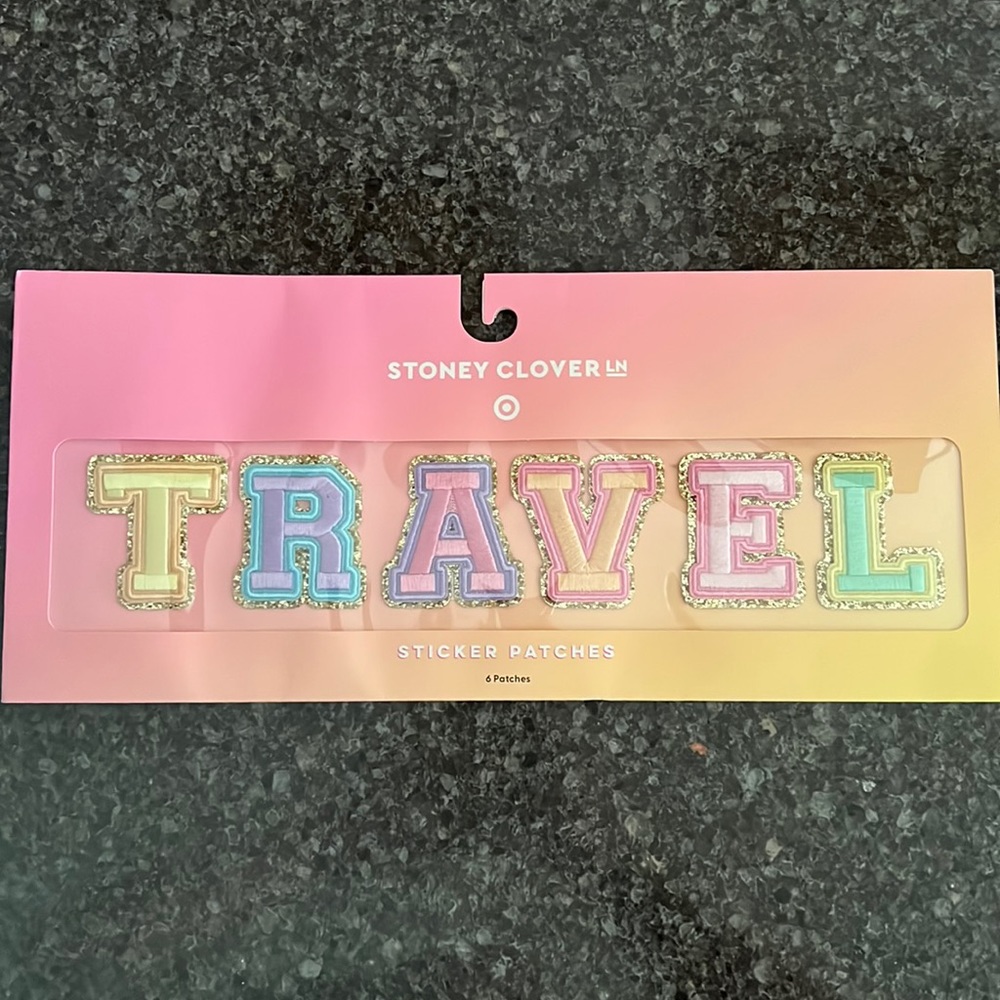 STONEY CLOVER LN
TRAVEL
STICKER PATCHES
6 Patches